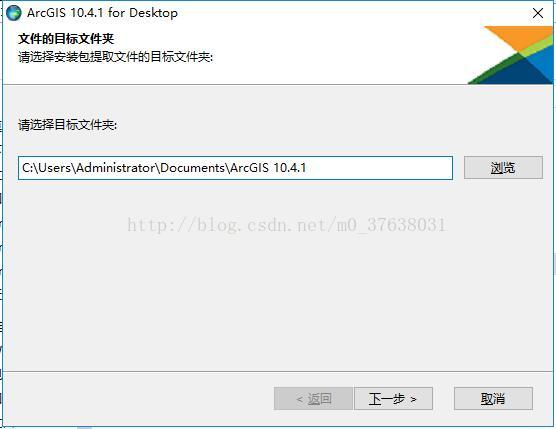 ArcGIS 10.4.1 for Desktop
文件的目标文件夹
请选择安装包提取文件的目标文件夹:
请选择目标文件夹:
C:\Users\Administrator\Documents\ArcGIS 10.4.1
浏览
http://blog.csdn.net/m0_37638031
< 返回
下一步 >
取消